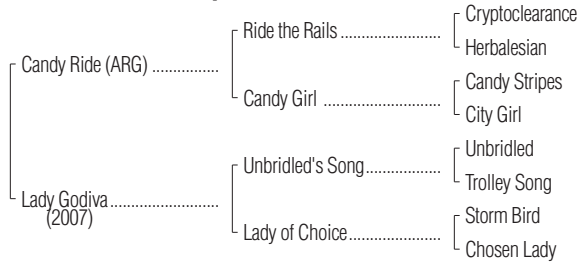 Cryptoclearance
Ride the Rails ....................
Herbalesian
Candy Ride (ARG) ................
Candy Stripes
Candy Girl ........................
City Girl
Unbridled
Unbridled's Song..................
Trolley Song
Lady Godiva..........................
(2007)
Storm Bird
Lady of Choice.....................
Chosen Lady